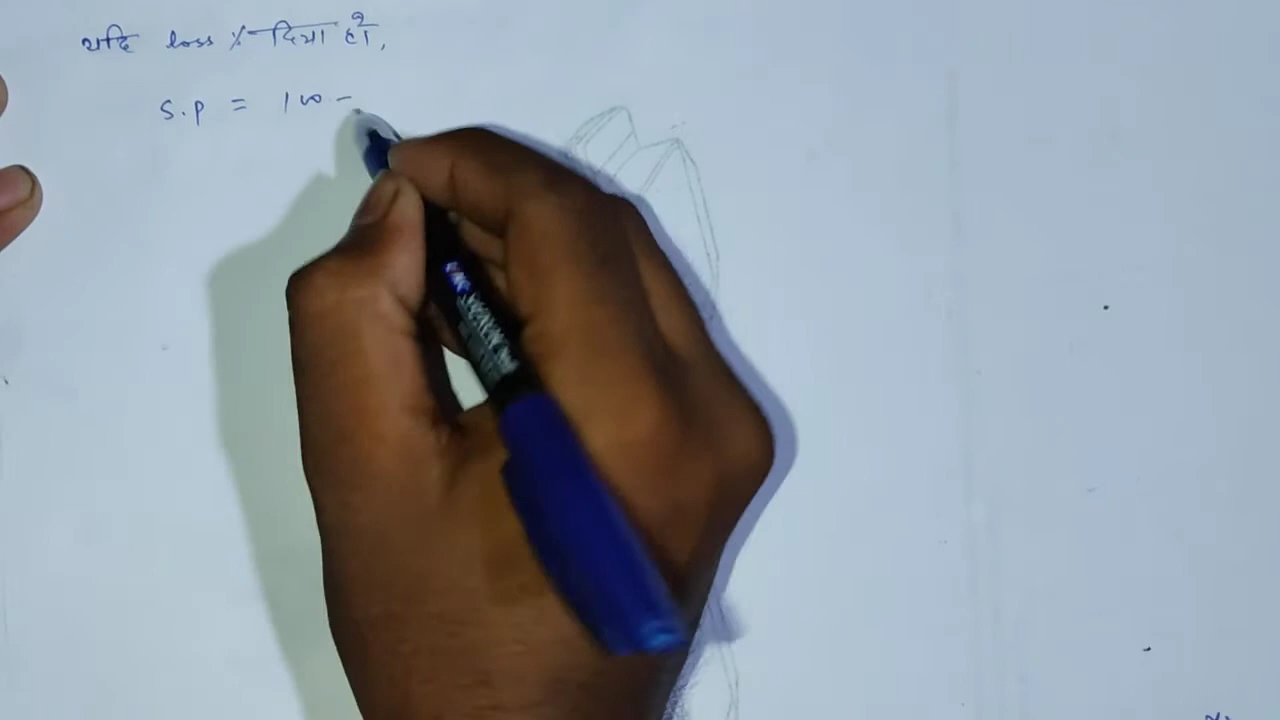 यदि loss % दिया हो,
S.P = 100 -